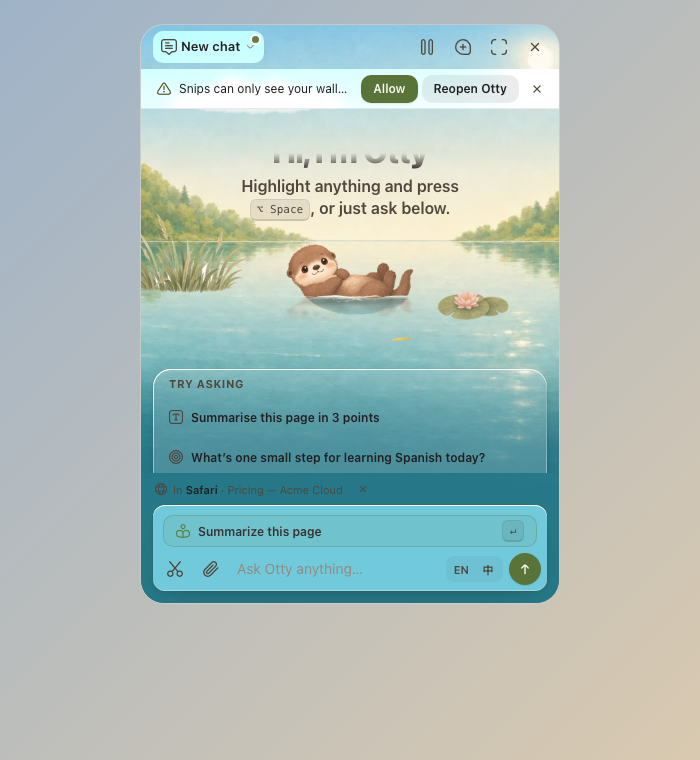 New chat
Snips can only see your wall…
Allow
Reopen Otty
Hi, I'm Otty
Highlight anything and press
⌥ Space, or just ask below.
TRY ASKING
Summarise this page in 3 points
What's one small step for learning Spanish today?
In Safari · Pricing — Acme Cloud
Summarize this page
Ask Otty anything…
EN 中